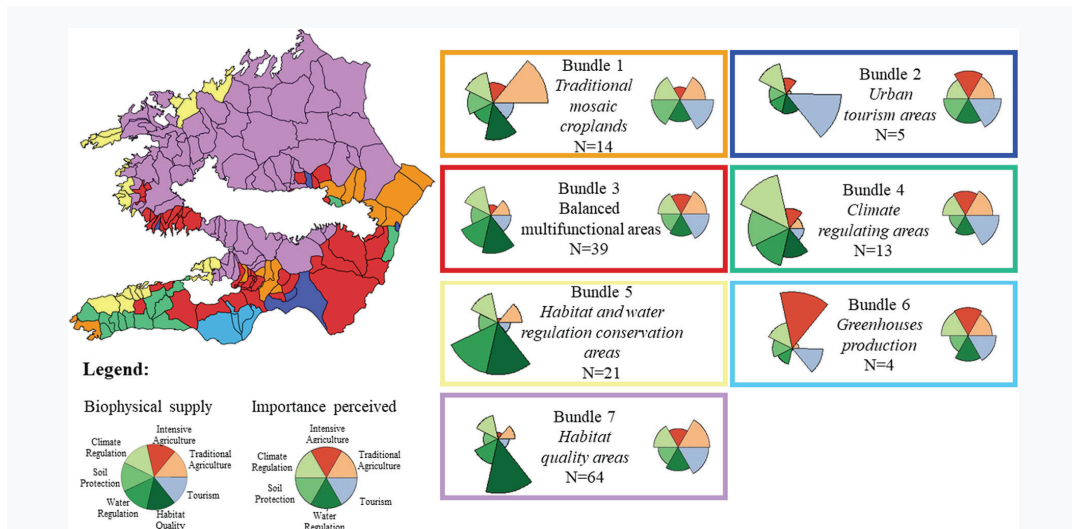 Bundle 1
Traditional
mosaic
croplands
N=14
Bundle 2
Urban
tourism areas
N=5
Bundle 3
Balanced
multifunctional areas
N=39
Bundle 4
Climate
regulating areas
N=13
Bundle 5
Habitat and water
regulation conservation
areas
N=21
Bundle 6
Greenhouses
production
N=4
Bundle 7
Habitat
quality areas
N=64
Legend:
Biophysical supply
Intensive
Agriculture
Climate
Regulation
Traditional
Agriculture
Soil
Protection
Tourism
Water
Regulation
Habitat
Quality
Importance perceived
Intensive
Agriculture
Climate
Regulation
Traditional
Agriculture
Soil
Protection
Tourism
Water
Regulation